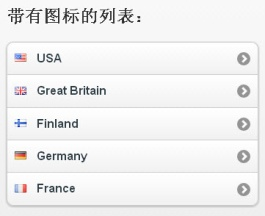 带有图标的列表：
USA
Great Britain
Finland
Germany
France